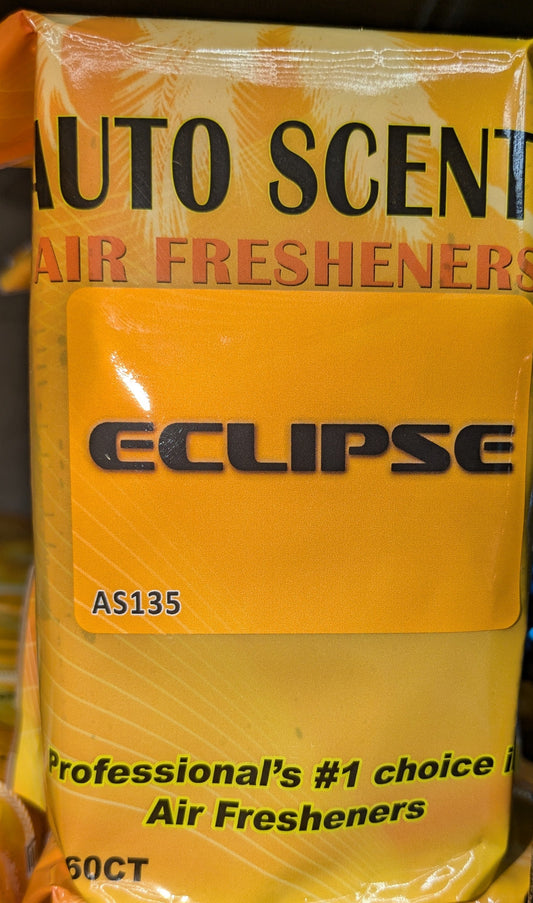 AUTO SCENT
AIR FRESHENERS
ECLIPSE
AS135
Professional's #1 choice
Air Fresheners
60CT